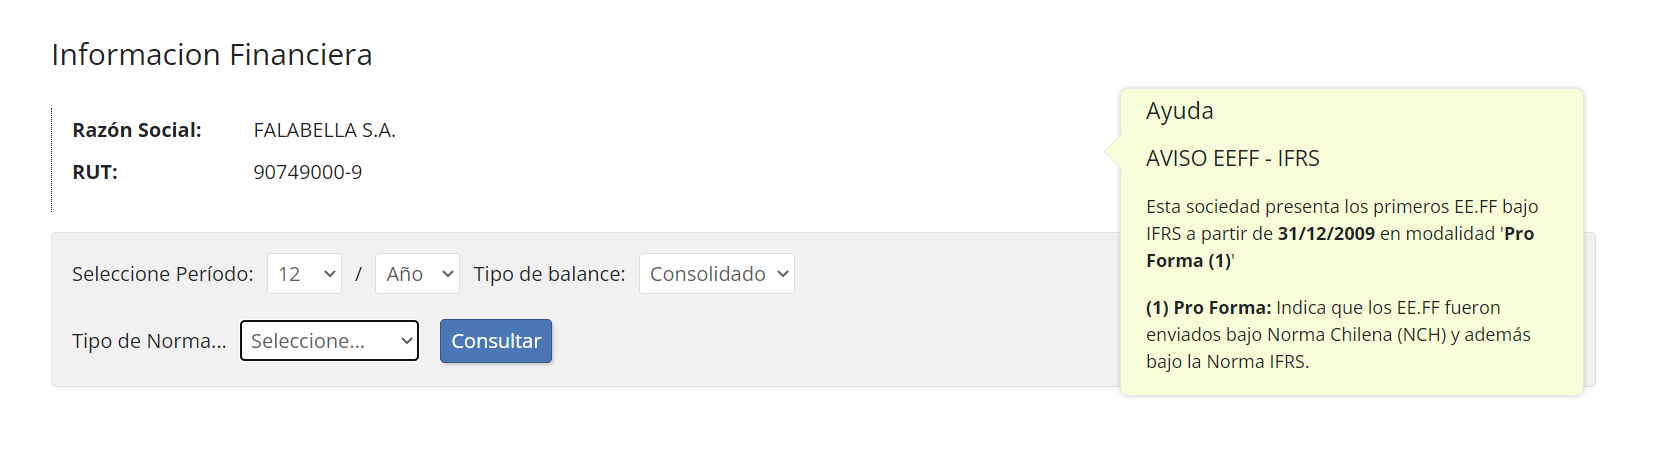 Informacion Financiera
Razón Social: FALABELLA S.A.
RUT: 90749000-9
Seleccione Período: 12 / Año Tipo de balance: Consolidado
Tipo de Norma... Seleccione... Consultar
Ayuda
AVISO EEFF - IFRS
Esta sociedad presenta los primeros EE.FF bajo
IFRS a partir de 31/12/2009 en modalidad 'Pro
Forma (1)'
(1) Pro Forma: Indica que los EE.FF fueron
enviados bajo Norma Chilena (NCH) y además
bajo la Norma IFRS.